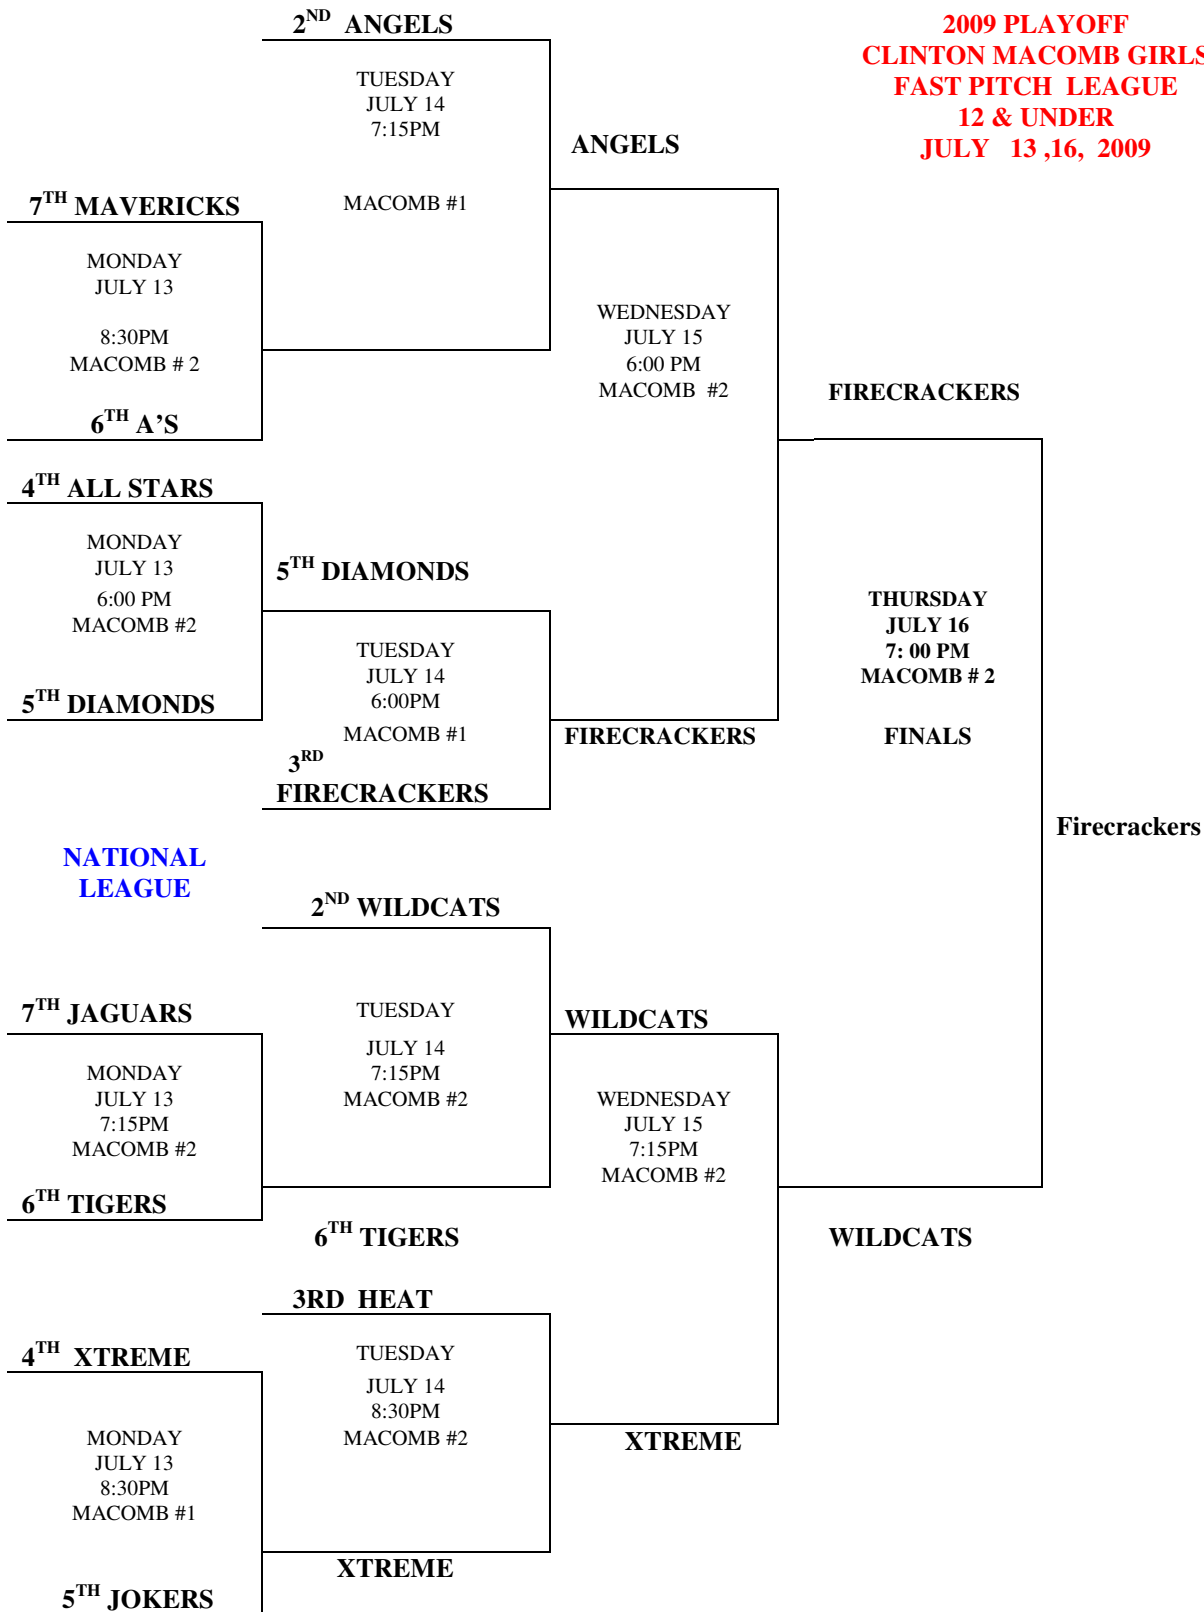 2ND ANGELS
2009 PLAYOFF
CLINTON MACOMB GIRLS
FAST PITCH LEAGUE
12 & UNDER
JULY 13 ,16, 2009
TUESDAY
JULY 14
7:15PM
MACOMB #1
ANGELS
7TH MAVERICKS
MONDAY
JULY 13
8:30PM
MACOMB # 2
6TH A'S
WEDNESDAY
JULY 15
6:00 PM
MACOMB #2
FIRECRACKERS
4TH ALL STARS
MONDAY
JULY 13
6:00 PM
MACOMB #2
5TH DIAMONDS
5TH DIAMONDS
TUESDAY
JULY 14
6:00PM
MACOMB #1
3RD
FIRECRACKERS
FIRECRACKERS
THURSDAY
JULY 16
7: 00 PM
MACOMB # 2
FINALS
Firecrackers
NATIONAL
LEAGUE
2ND WILDCATS
7TH JAGUARS
MONDAY
JULY 13
7:15PM
MACOMB #2
6TH TIGERS
TUESDAY
JULY 14
7:15PM
MACOMB #2
6TH TIGERS
WILDCATS
WEDNESDAY
JULY 15
7:15PM
MACOMB #2
WILDCATS
3RD HEAT
4TH XTREME
TUESDAY
JULY 14
8:30PM
MACOMB #2
XTREME
MONDAY
JULY 13
8:30PM
MACOMB #1
XTREME
5TH JOKERS